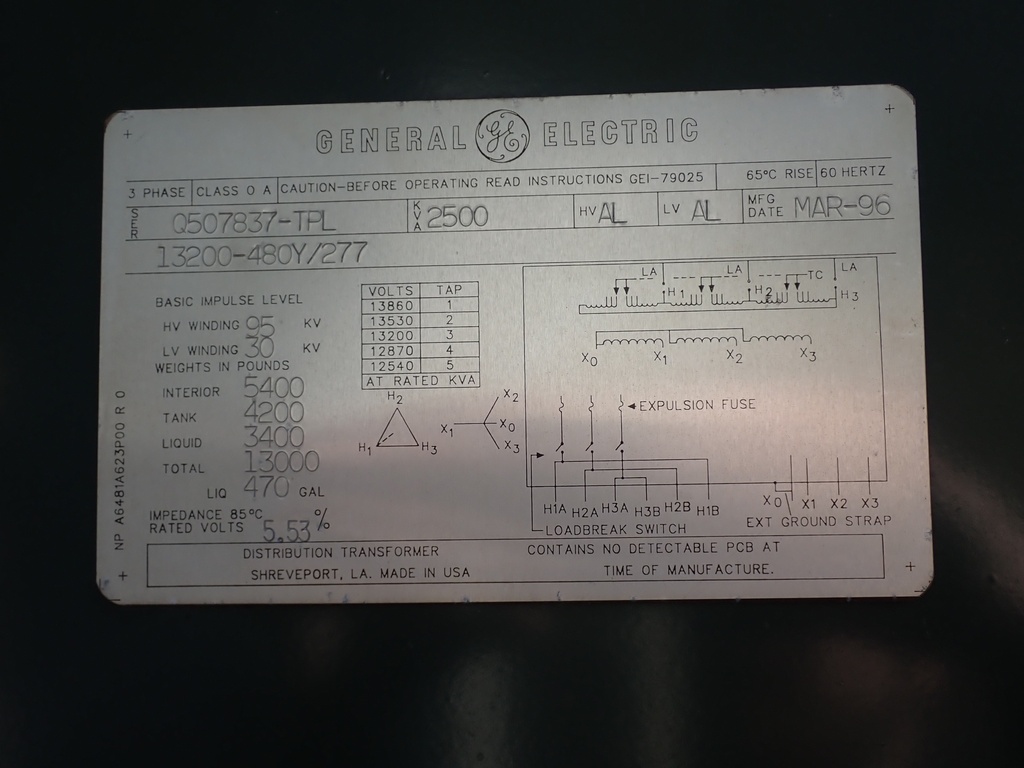 GENERAL GE ELECTRIC
3 PHASE CLASS O A CAUTION-BEFORE OPERATING READ INSTRUCTIONS GEI-79025 65°C RISE 60 HERTZ
SER Q507837-TPL KVA 2500 HV AL LV AL MFG DATE MAR-96
13200-480Y/277
BASIC IMPULSE LEVEL
HV WINDING 95 KV
LV WINDING 30 KV
WEIGHTS IN POUNDS
INTERIOR 5400
TANK 4200
LIQUID 3400
TOTAL 13000
LIQ 470 GAL
IMPEDANCE 85°C
RATED VOLTS 5.53 %
VOLTS TAP
13860 1
13530 2
13200 3
12870 4
12540 5
AT RATED KVA
H2
H1 H3
X2
X1 X0
X3
LA LA TC LA
H1 H2 H3
X0 X1 X2 X3
EXPULSION FUSE
H1A H2A H3A H3B H2B H1B
LOADBREAK SWITCH
X0 X1 X2 X3
EXT GROUND STRAP
NP A6481A623P00 R 0
DISTRIBUTION TRANSFORMER
SHREVEPORT, LA. MADE IN USA
CONTAINS NO DETECTABLE PCB AT
TIME OF MANUFACTURE.